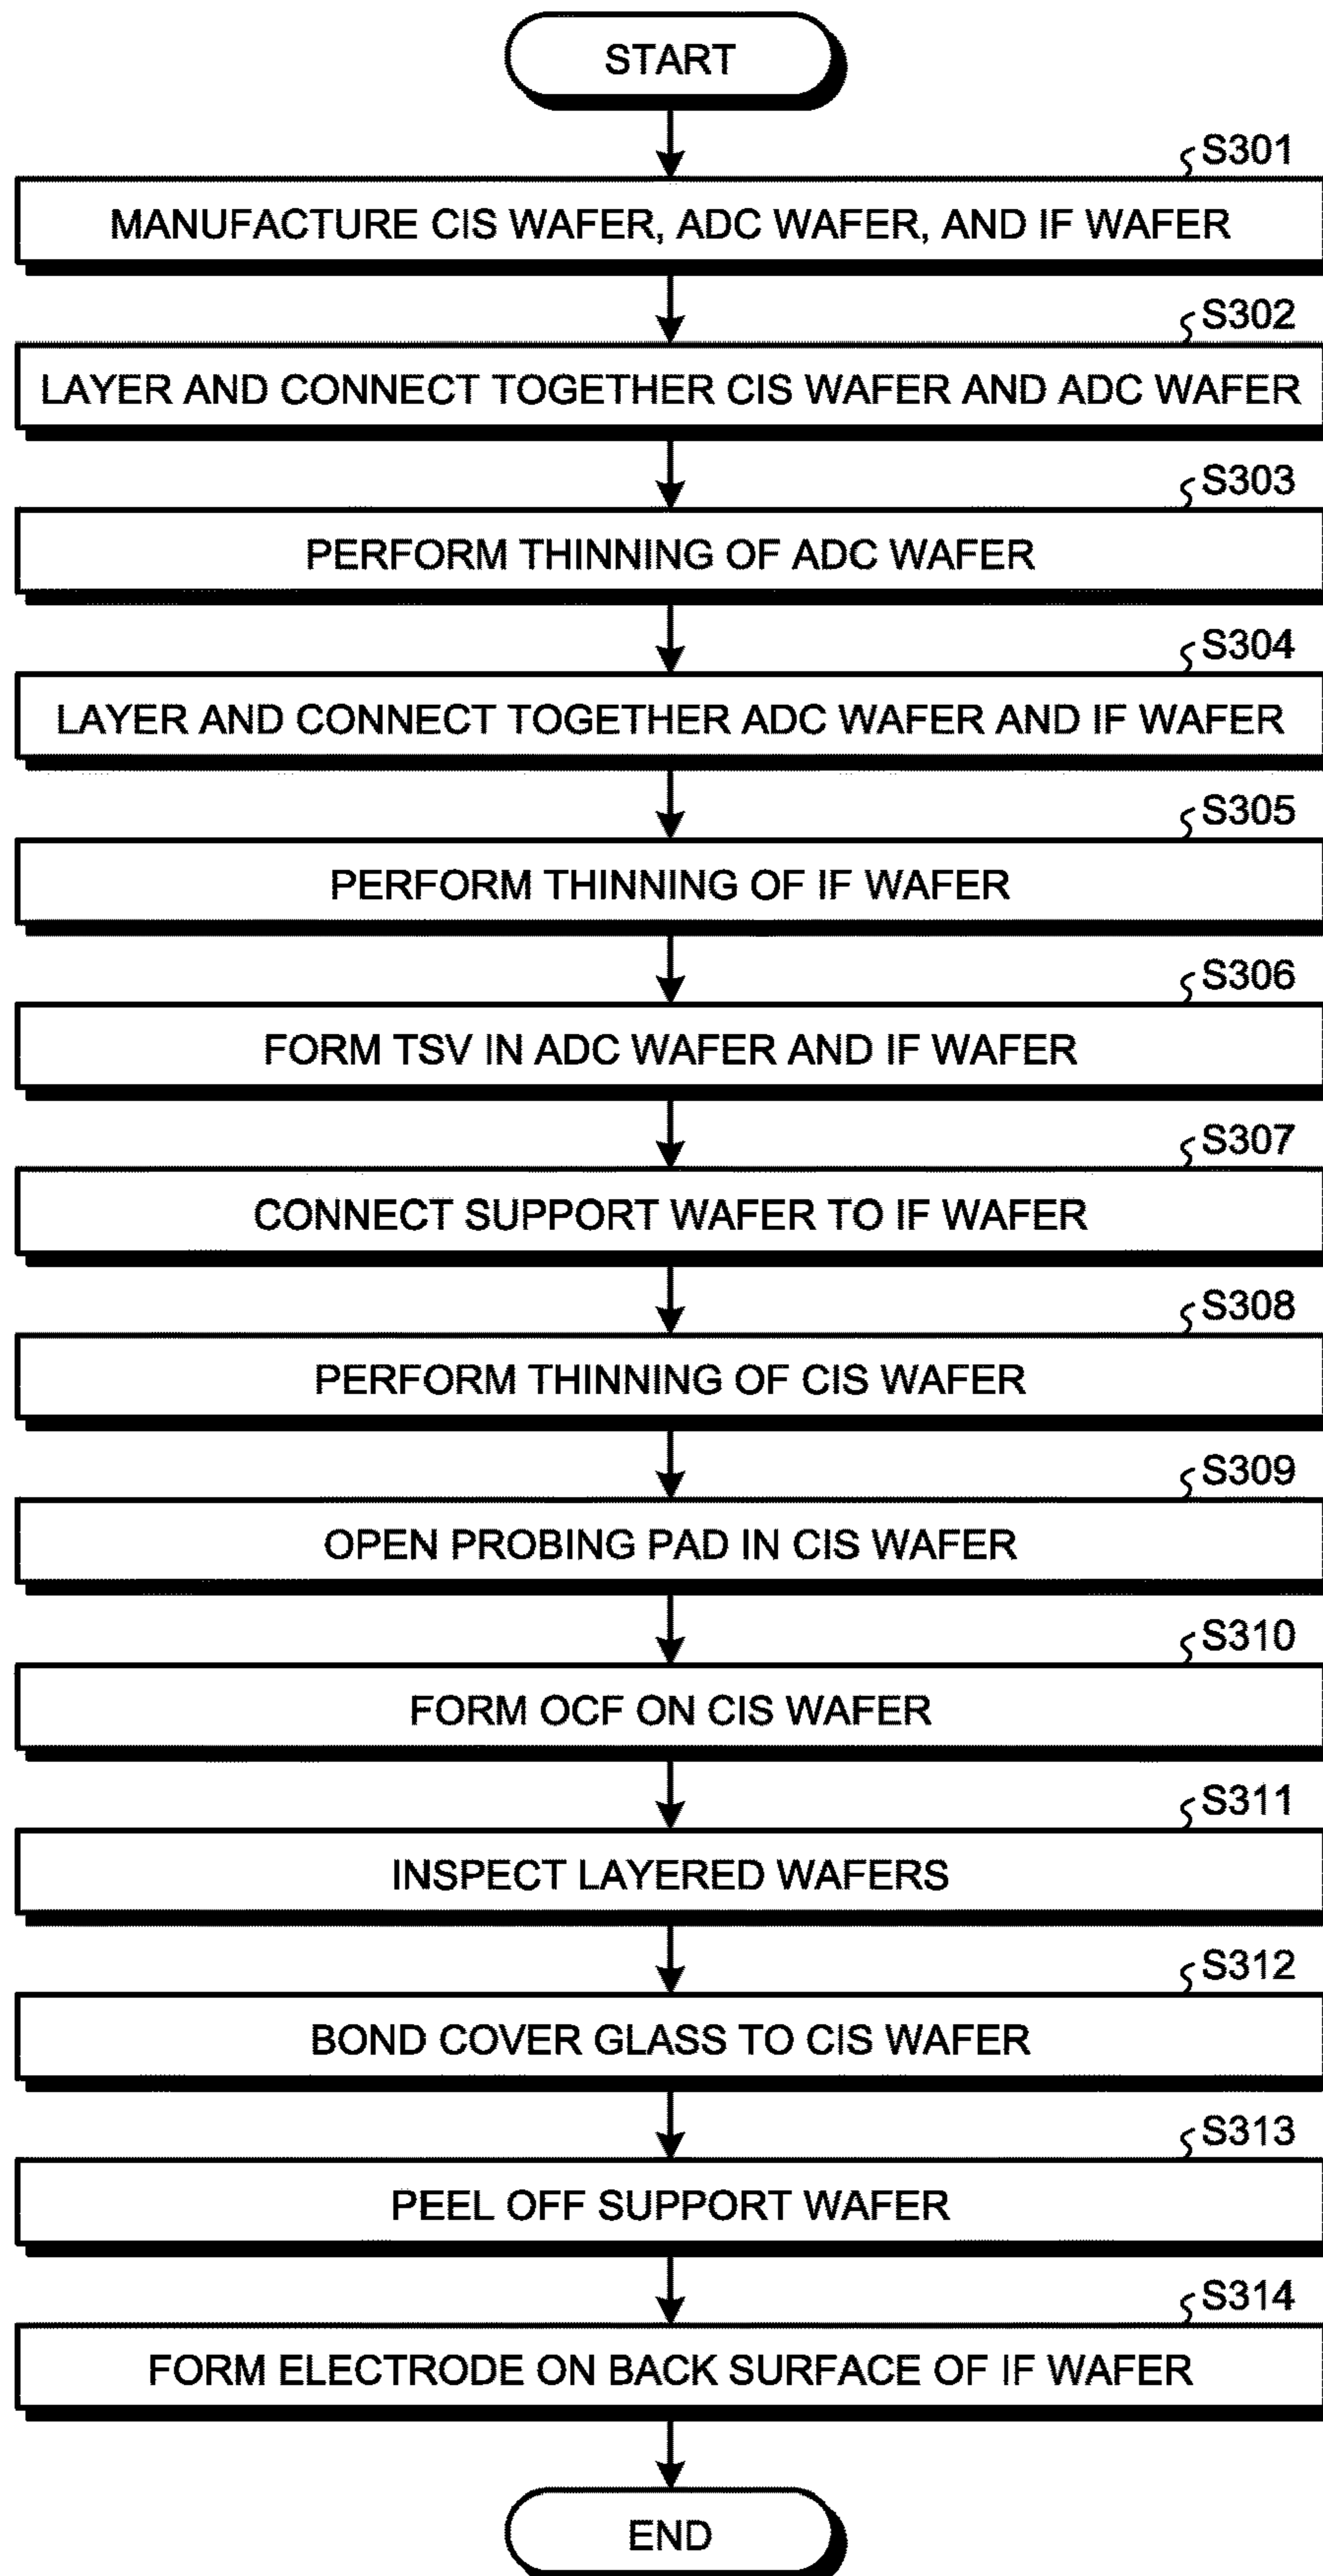 START
S301
MANUFACTURE CIS WAFER, ADC WAFER, AND IF WAFER
S302
LAYER AND CONNECT TOGETHER CIS WAFER AND ADC WAFER
S303
PERFORM THINNING OF ADC WAFER
S304
LAYER AND CONNECT TOGETHER ADC WAFER AND IF WAFER
S305
PERFORM THINNING OF IF WAFER
S306
FORM TSV IN ADC WAFER AND IF WAFER
S307
CONNECT SUPPORT WAFER TO IF WAFER
S308
PERFORM THINNING OF CIS WAFER
S309
OPEN PROBING PAD IN CIS WAFER
S310
FORM OCF ON CIS WAFER
S311
INSPECT LAYERED WAFERS
S312
BOND COVER GLASS TO CIS WAFER
S313
PEEL OFF SUPPORT WAFER
S314
FORM ELECTRODE ON BACK SURFACE OF IF WAFER
END